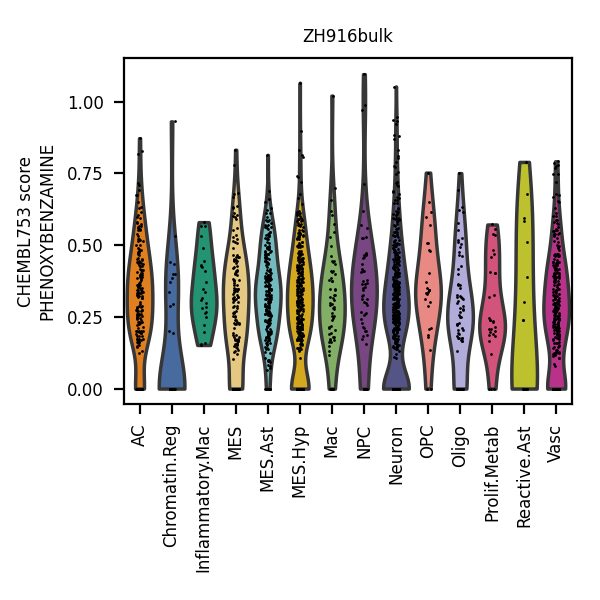 ZH916bulk
CHEMBL753 score
PHENOXYBENZAMINE
1.00
0.75
0.50
0.25
0.00
AC
Chromatin.Reg
Inflammatory.Mac
MES
MES.Ast
MES.Hyp
Mac
NPC
Neuron
OPC
Oligo
Prolif.Metab
Reactive.Ast
Vasc